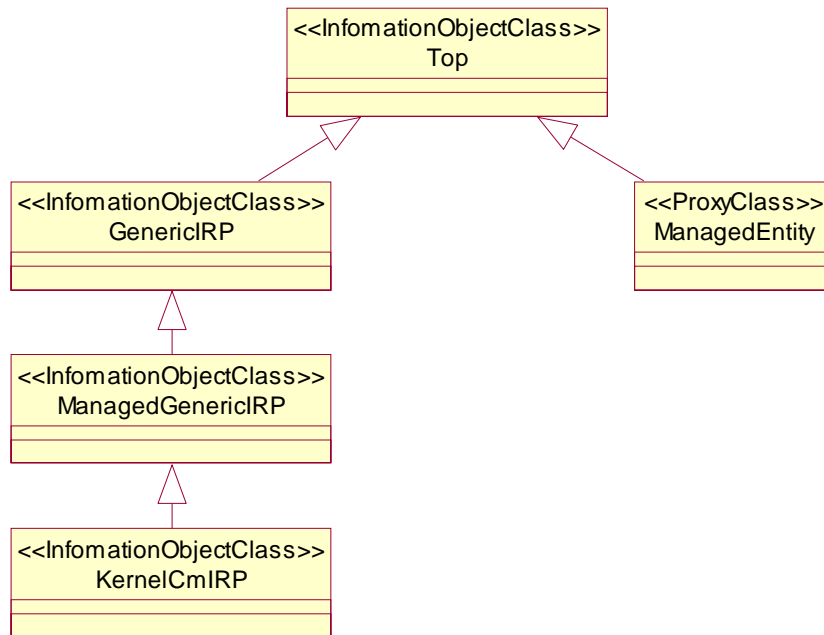 <<InfomationObjectClass>>
Top
<<InfomationObjectClass>>
GenericIRP
<<ProxyClass>>
ManagedEntity
<<InfomationObjectClass>>
ManagedGenericIRP
<<InfomationObjectClass>>
KernelCmIRP